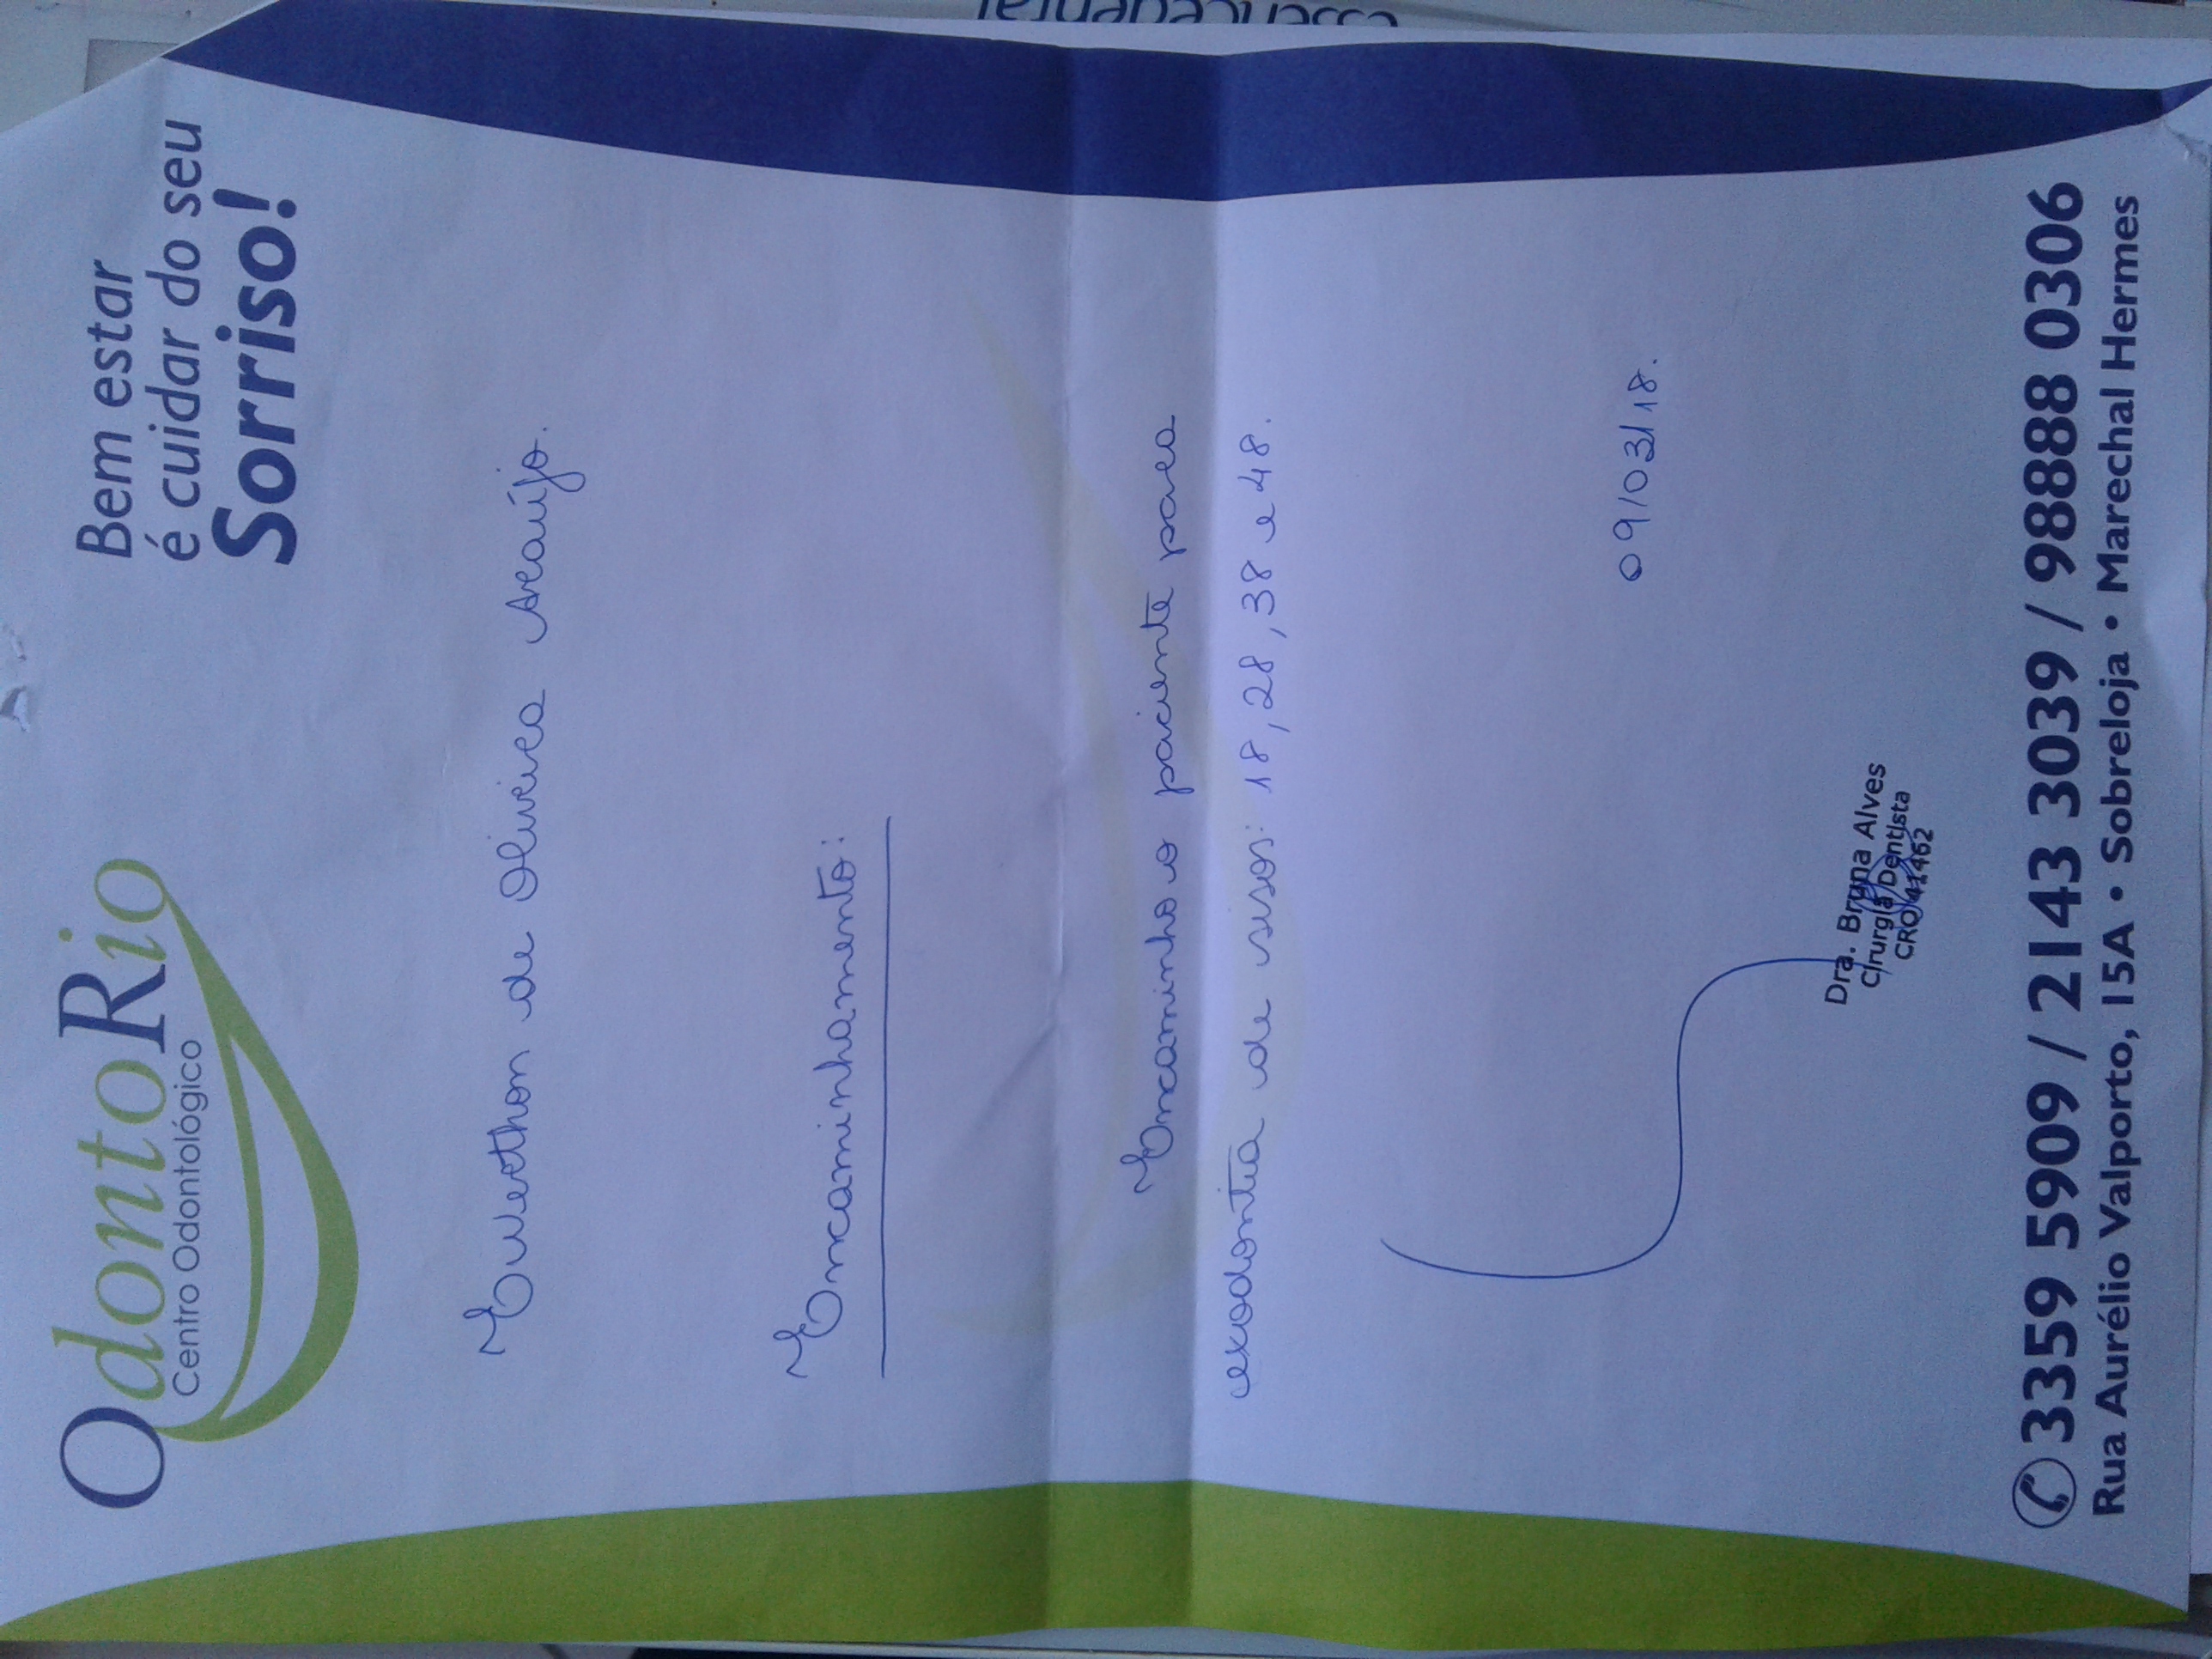 OdontoRio
Centro Odontológico
Bem estar
é cuidar do seu
Sorriso!
Euverthon de Oliveira Araújo.
Encaminhamento:
Encaminho o paciente para
exodontia de sisos: 18, 28, 38 e 48.
09/03/18.
Dra. Bruna Alves
Cirurgiã Dentista
CRO 41462
3359 5909 / 2143 3039 / 98888 0306
Rua Aurélio Valporto, 15A • Sobreloja • Marechal Hermes
essencedental